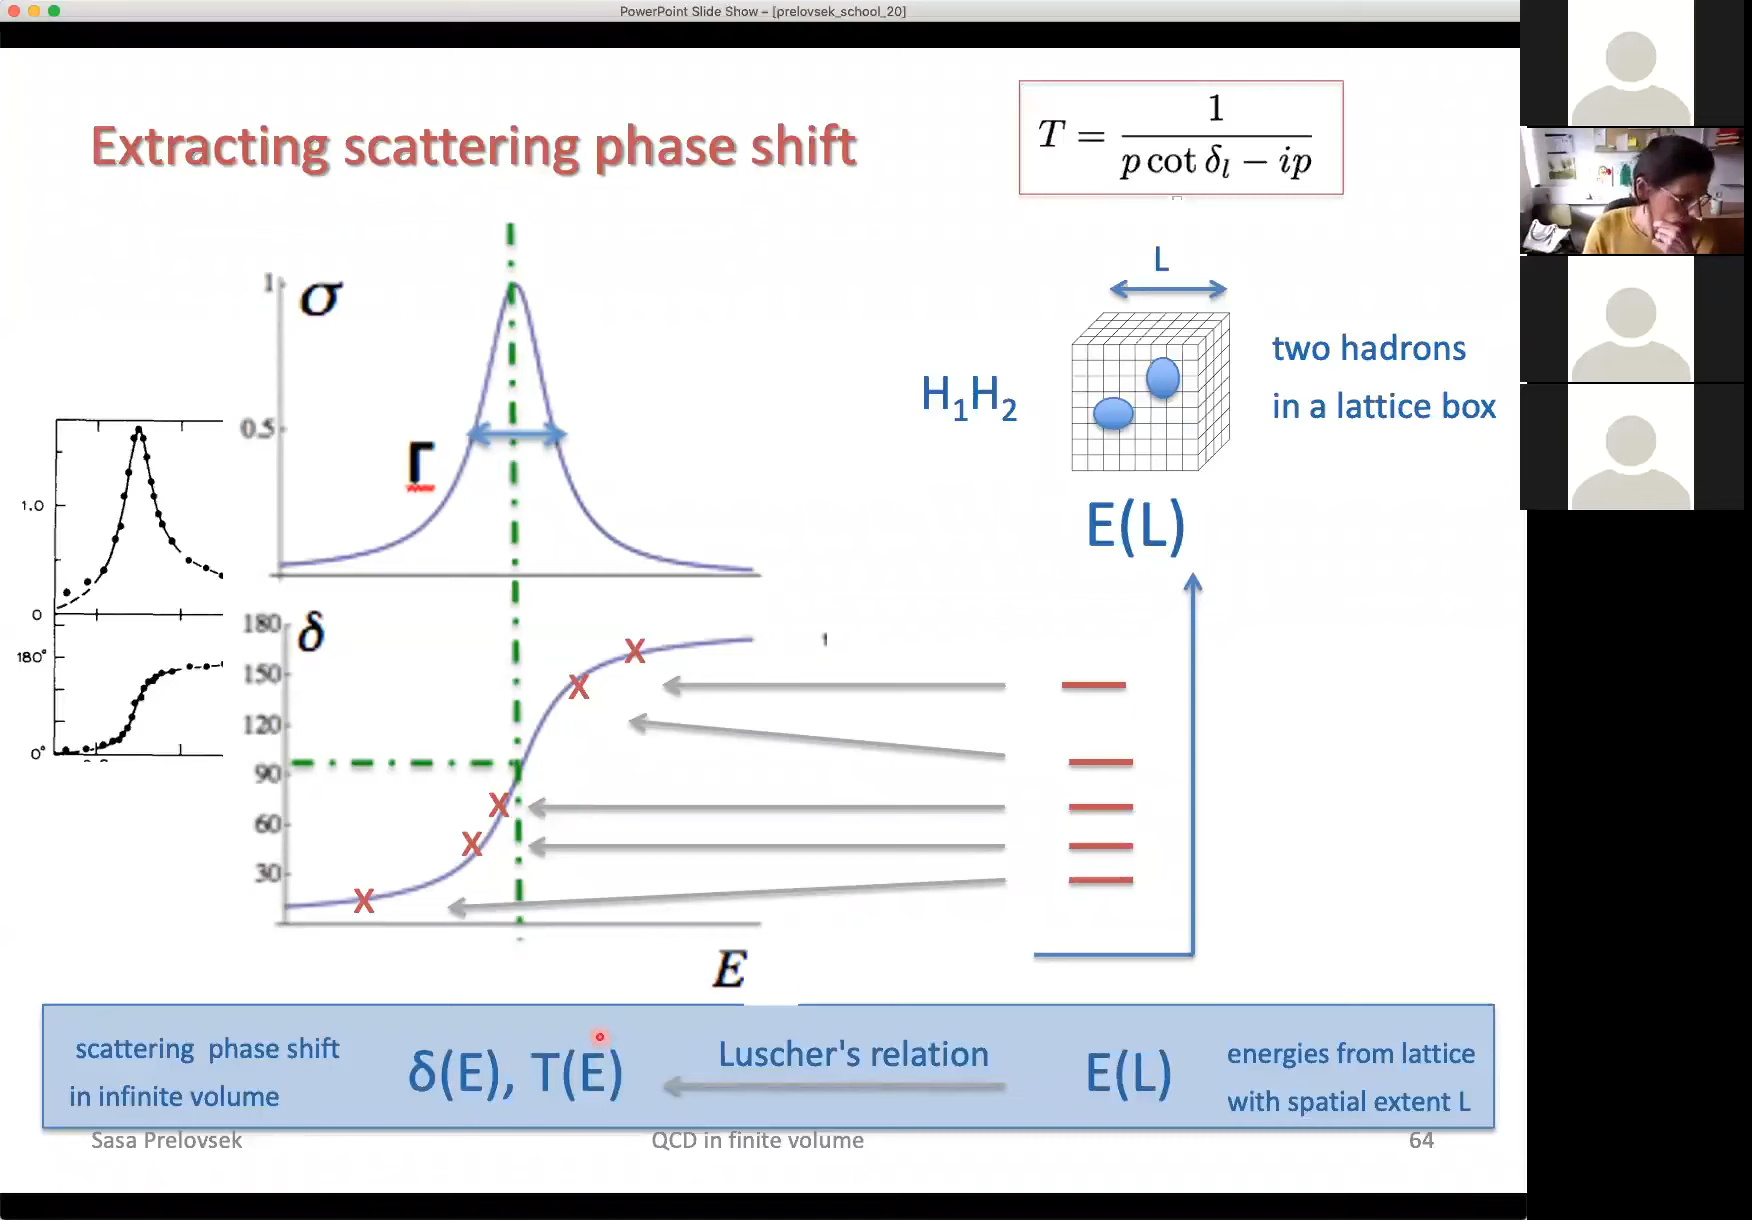 PowerPoint Slide Show – [prelovsek_school_20]
Extracting scattering phase shift
T = 1 / (p cot δl − ip)
σ
1
0.5
Γ
L
H1H2
two hadrons
in a lattice box
E(L)
1.0
0
180°
0°
δ
180
150
120
90
60
30
X
X
X
X
X
E
scattering phase shift
in infinite volume
δ(E), T(E)
Luscher's relation
E(L)
energies from lattice
with spatial extent L
Sasa Prelovsek
QCD in finite volume
64